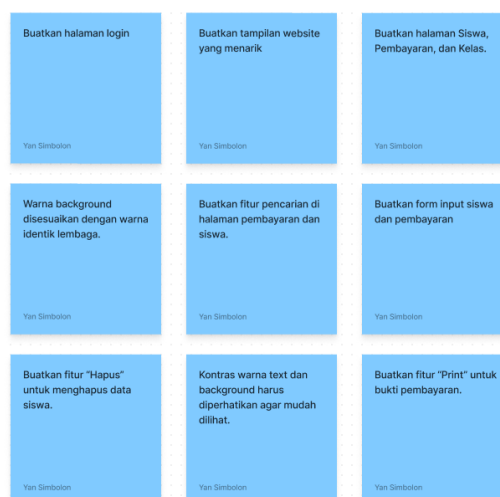 Buatkan halaman login
Yan Simbolon
Buatkan tampilan website
yang menarik
Yan Simbolon
Buatkan halaman Siswa,
Pembayaran, dan Kelas.
Yan Simbolon
Warna background
disesuaikan dengan warna
identik lembaga.
Yan Simbolon
Buatkan fitur pencarian di
halaman pembayaran dan
siswa.
Yan Simbolon
Buatkan form input siswa
dan pembayaran
Yan Simbolon
Buatkan fitur "Hapus"
untuk menghapus data
siswa.
Yan Simbolon
Kontras warna text dan
background harus
diperhatikan agar mudah
dilihat.
Yan Simbolon
Buatkan fitur "Print" untuk
bukti pembayaran.
Yan Simbolon